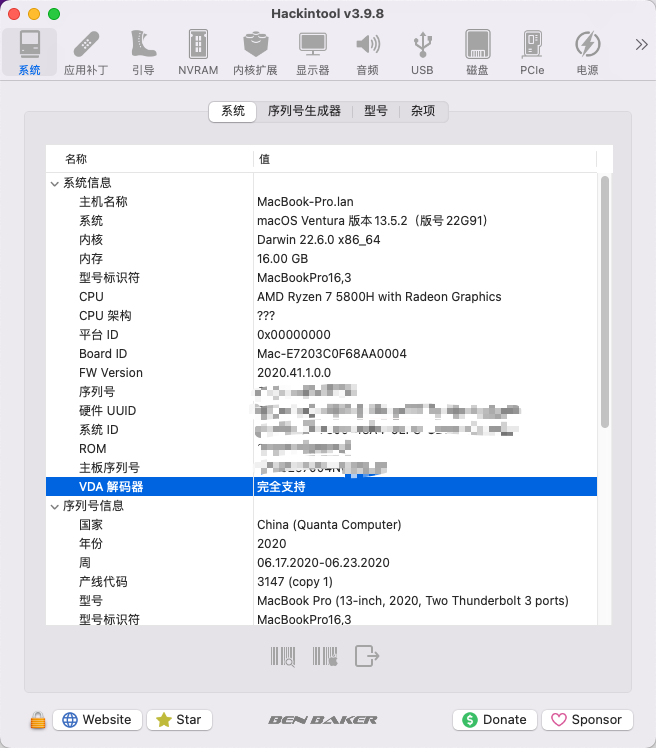 Hackintool v3.9.8
系统 应用补丁 引导 NVRAM 内核扩展 显示器 音频 USB 磁盘 PCIe 电源
系统 序列号生成器 型号 杂项
名称 值
系统信息
主机名称 MacBook-Pro.lan
系统 macOS Ventura 版本 13.5.2（版号 22G91）
内核 Darwin 22.6.0 x86_64
内存 16.00 GB
型号标识符 MacBookPro16,3
CPU AMD Ryzen 7 5800H with Radeon Graphics
CPU 架构 ???
平台 ID 0x00000000
Board ID Mac-E7203C0F68AA0004
FW Version 2020.41.1.0.0
序列号
硬件 UUID
系统 ID
ROM
主板序列号
VDA 解码器 完全支持
序列号信息
国家 China (Quanta Computer)
年份 2020
周 06.17.2020-06.23.2020
产线代码 3147 (copy 1)
型号 MacBook Pro (13-inch, 2020, Two Thunderbolt 3 ports)
型号标识符 MacBookPro16,3
Website Star BEN BAKER Donate Sponsor